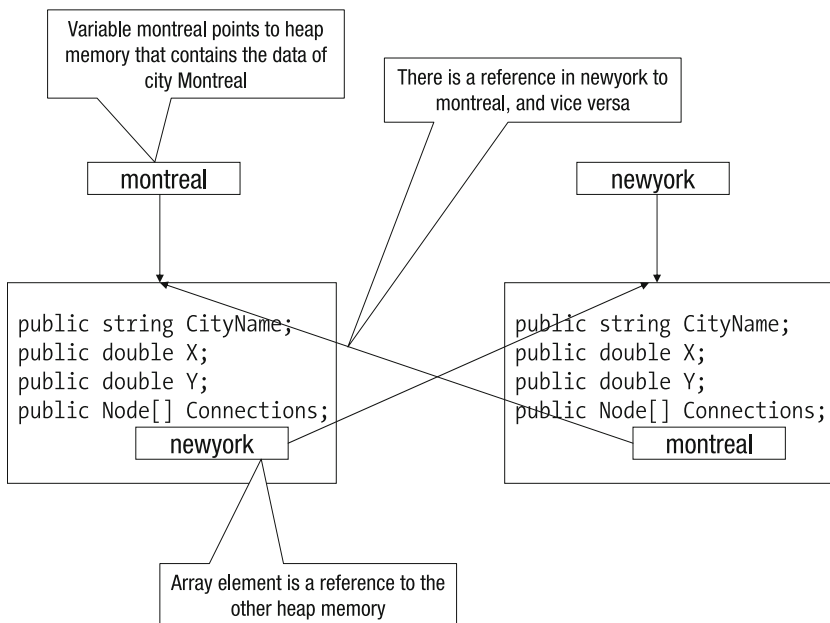 Variable montreal points to heap
memory that contains the data of
city Montreal
There is a reference in newyork to
montreal, and vice versa
montreal
newyork
public string CityName;
public double X;
public double Y;
public Node[] Connections;
newyork
public string CityName;
public double X;
public double Y;
public Node[] Connections;
montreal
Array element is a reference to the
other heap memory